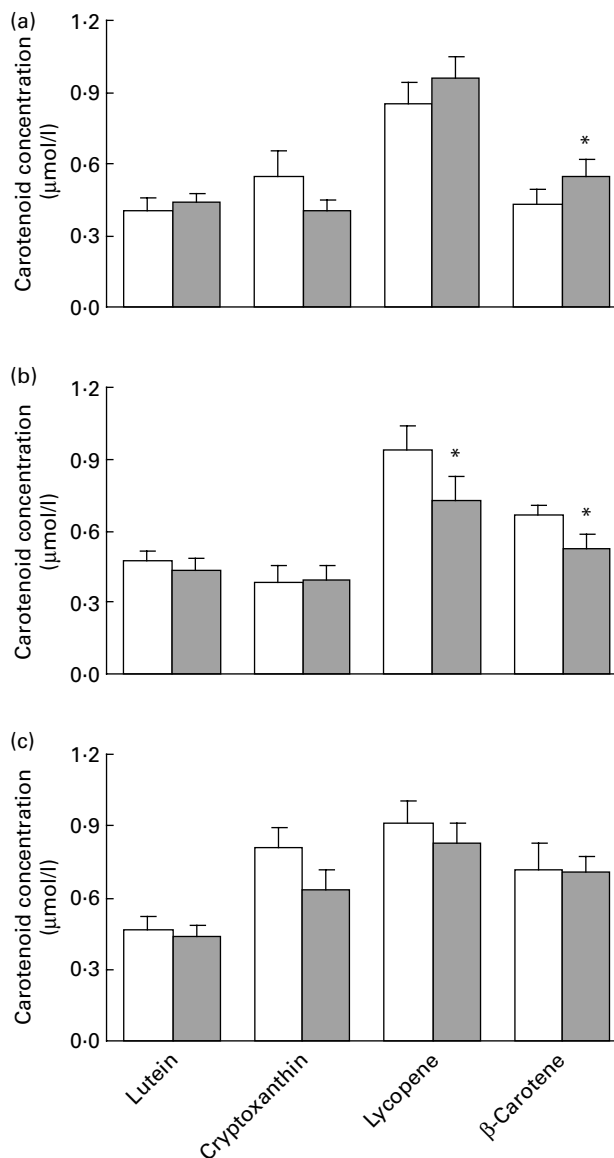 (a)
1·2
0·9
0·6
0·3
0·0
Carotenoid concentration
(μmol/l)
*
(b)
1·2
0·9
0·6
0·3
0·0
Carotenoid concentration
(μmol/l)
*
*
(c)
1·2
0·9
0·6
0·3
0·0
Carotenoid concentration
(μmol/l)
Lutein
Cryptoxanthin
Lycopene
β-Carotene